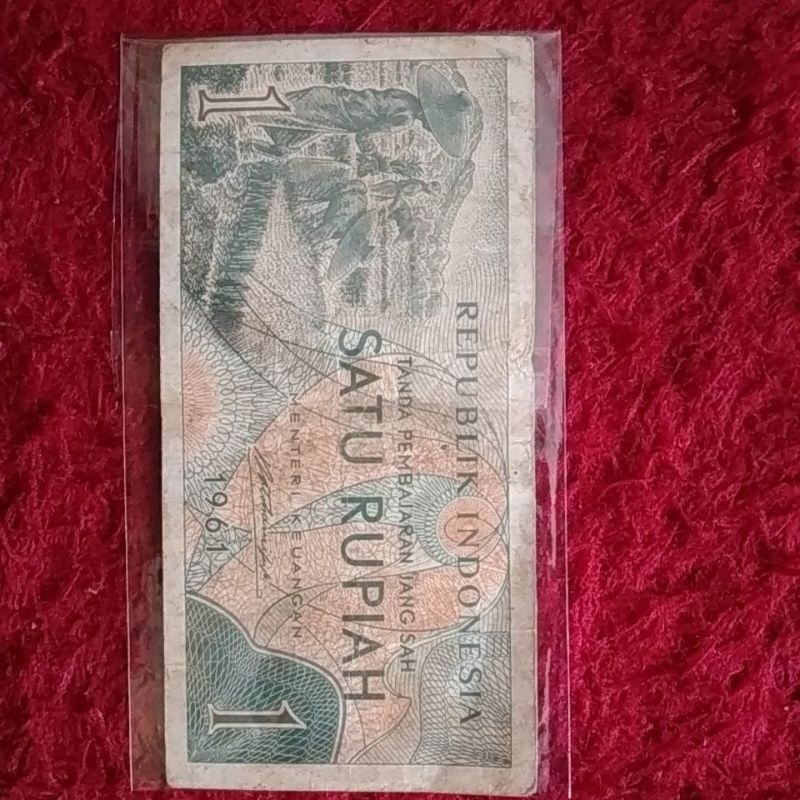 REPUBLIK INDONESIA
TANDA PEMBAJARAN JANG SAH
SATU RUPIAH
MENTERI KEUANGAN
1961
1
1